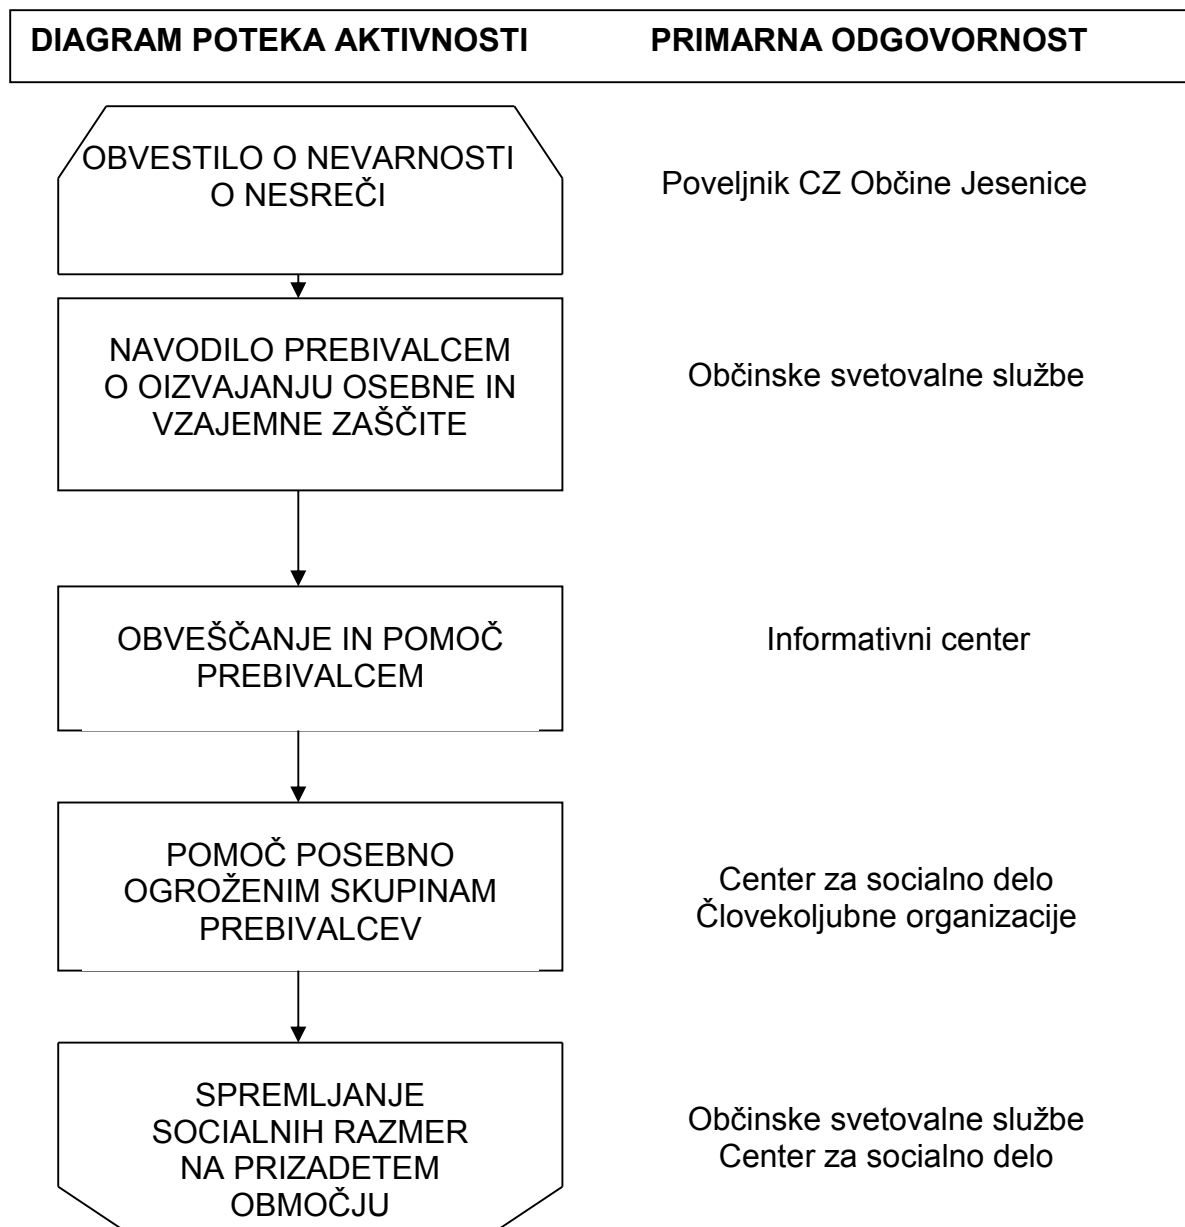 DIAGRAM POTEKA AKTIVNOSTI PRIMARNA ODGOVORNOST
OBVESTILO O NEVARNOSTI
O NESREČI
Poveljnik CZ Občine Jesenice
NAVODILO PREBIVALCEM
O OIZVAJANJU OSEBNE IN
VZAJEMNE ZAŠČITE
Občinske svetovalne službe
OBVEŠČANJE IN POMOČ
PREBIVALCEM
Informativni center
POMOČ POSEBNO
OGROŽENIM SKUPINAM
PREBIVALCEV
Center za socialno delo
Človekoljubne organizacije
SPREMLJANJE
SOCIALNIH RAZMER
NA PRIZADETEM
OBMOČJU
Občinske svetovalne službe
Center za socialno delo